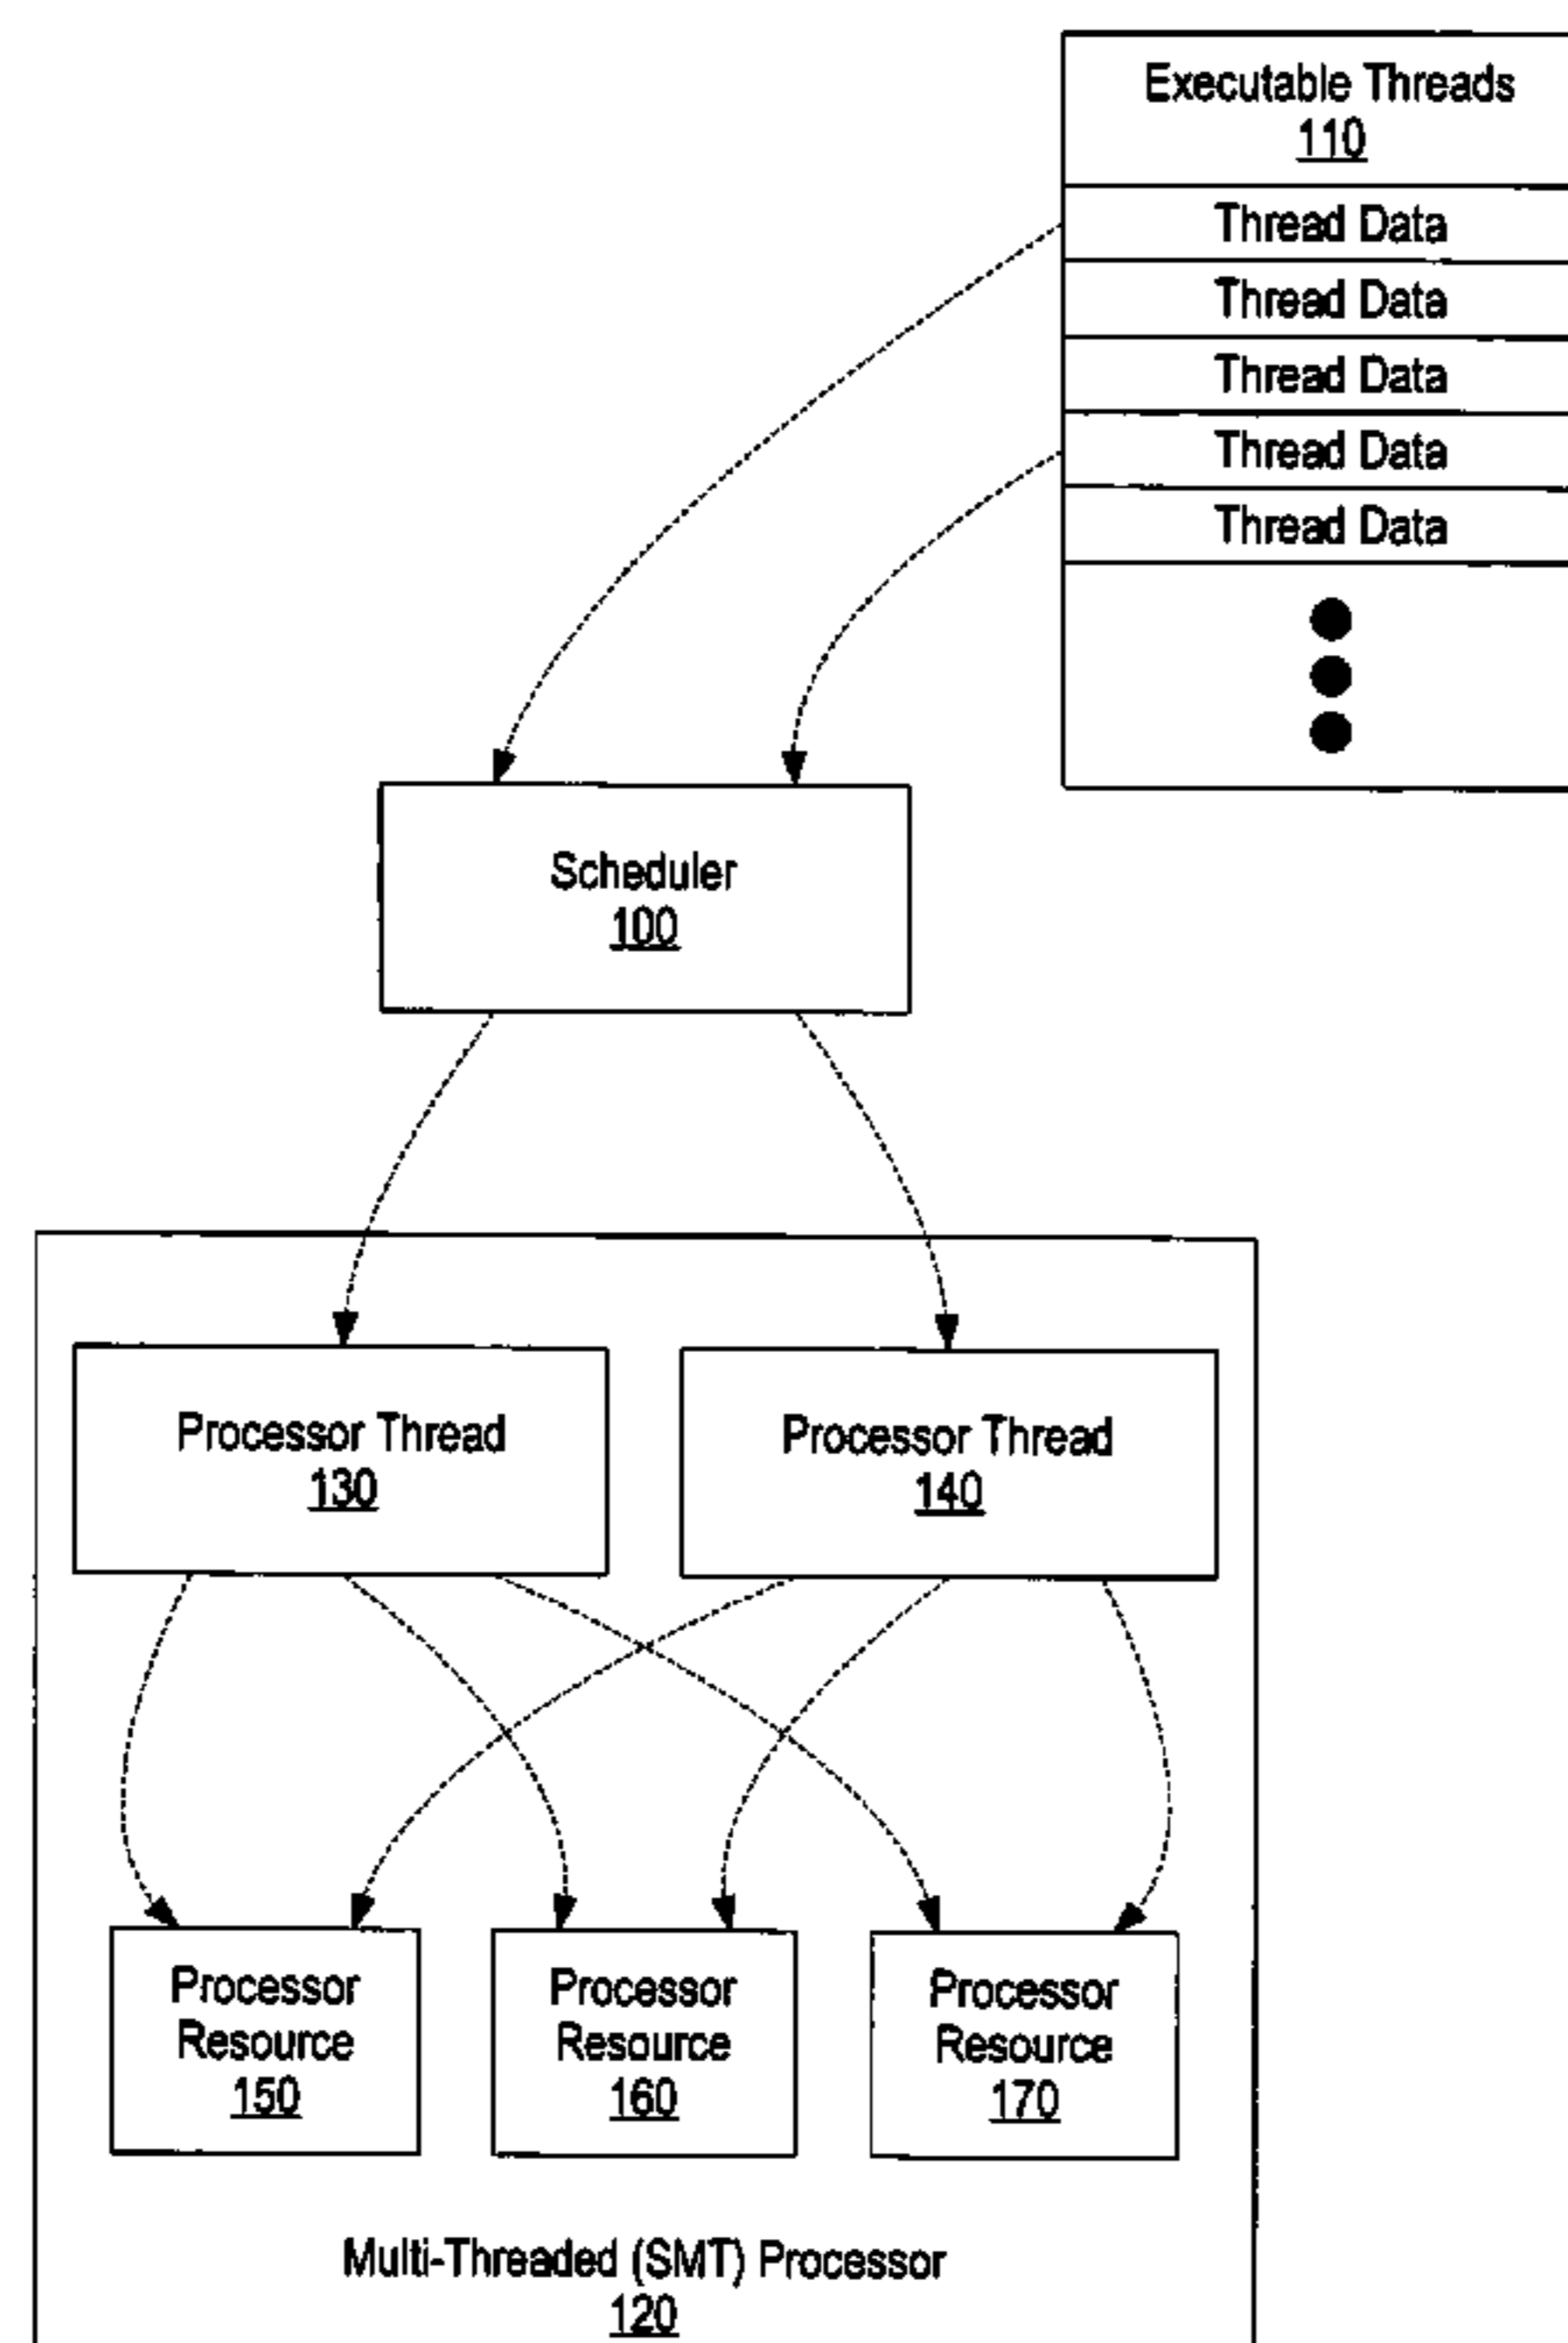 Executable Threads
110
Thread Data
Thread Data
Thread Data
Thread Data
Thread Data
Scheduler
100
Processor Thread
130
Processor Thread
140
Processor
Resource
150
Processor
Resource
160
Processor
Resource
170
Multi-Threaded (SMT) Processor
120